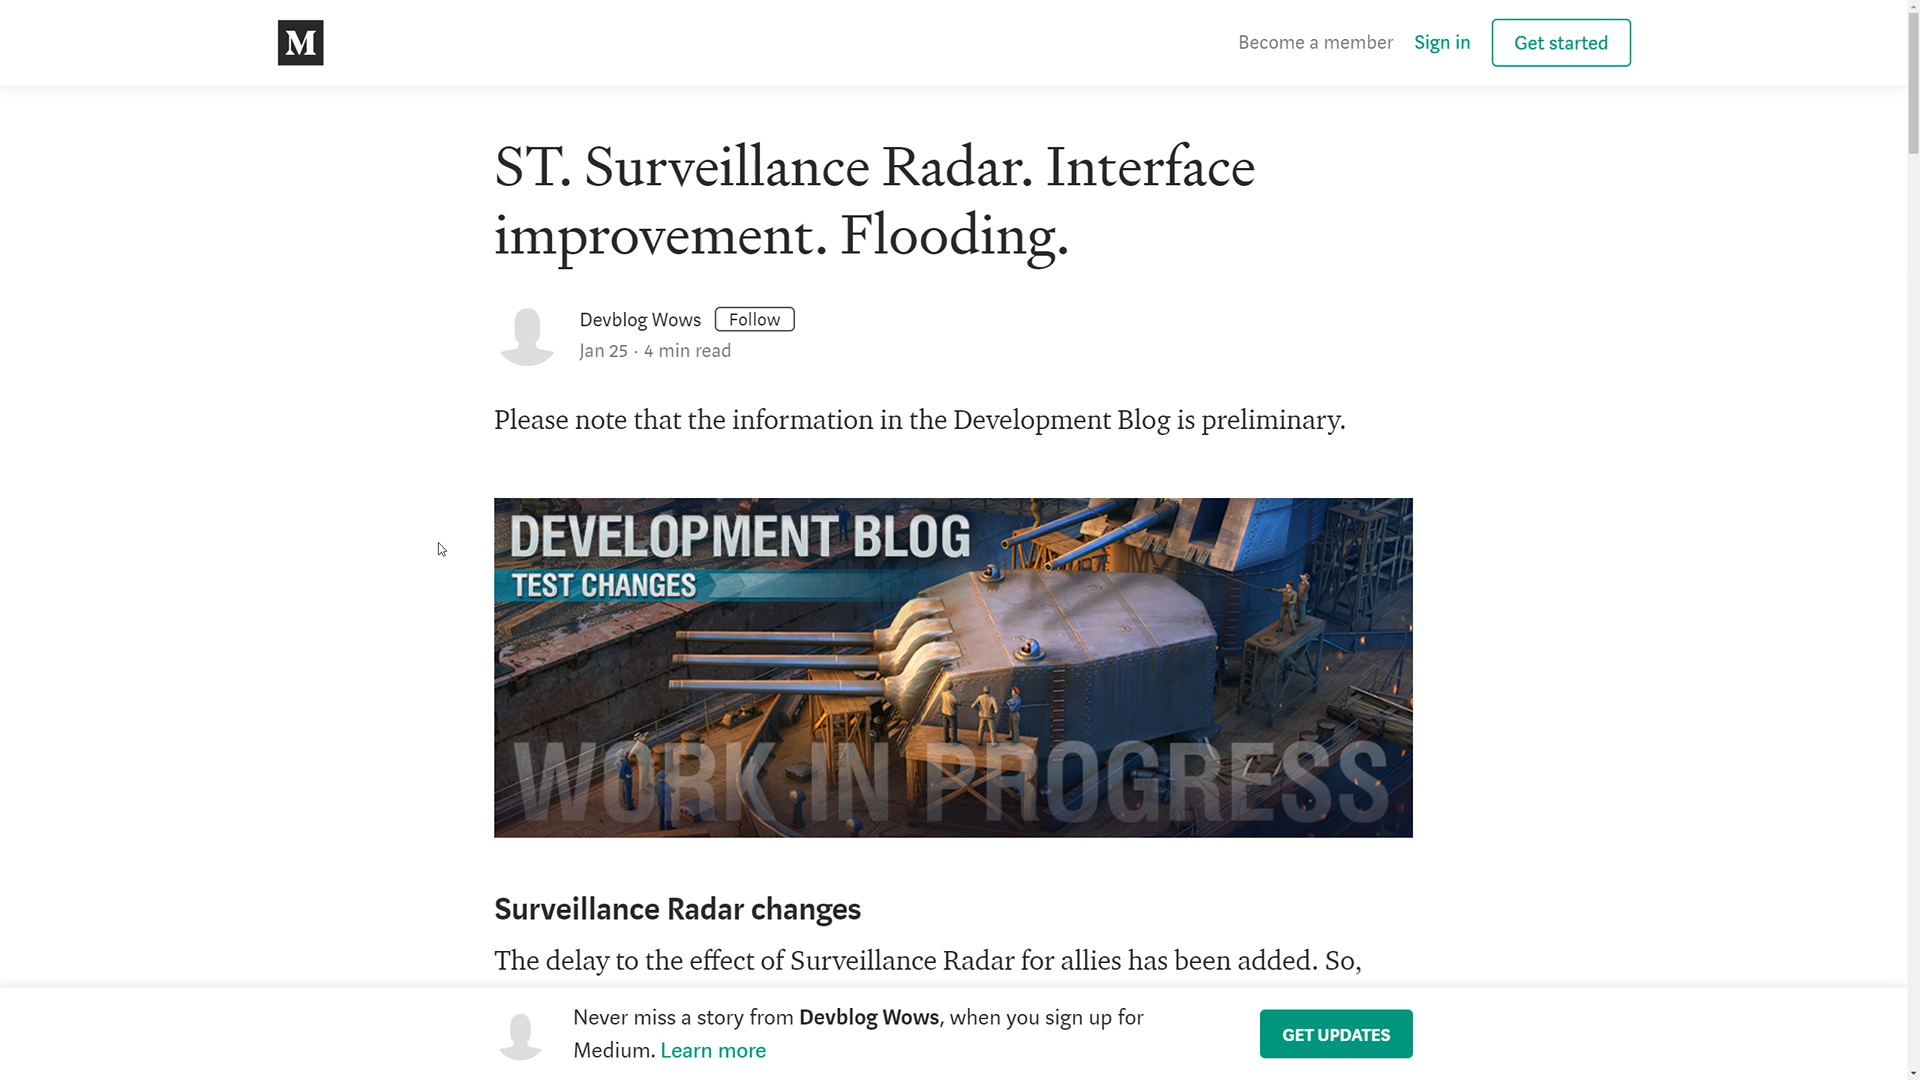 M
Become a member Sign in Get started
ST. Surveillance Radar. Interface
improvement. Flooding.
Devblog Wows Follow
Jan 25 · 4 min read
Please note that the information in the Development Blog is preliminary.
DEVELOPMENT BLOG
TEST CHANGES
WORK IN PROGRESS
Surveillance Radar changes
The delay to the effect of Surveillance Radar for allies has been added. So,
Never miss a story from Devblog Wows, when you sign up for
Medium. Learn more
GET UPDATES